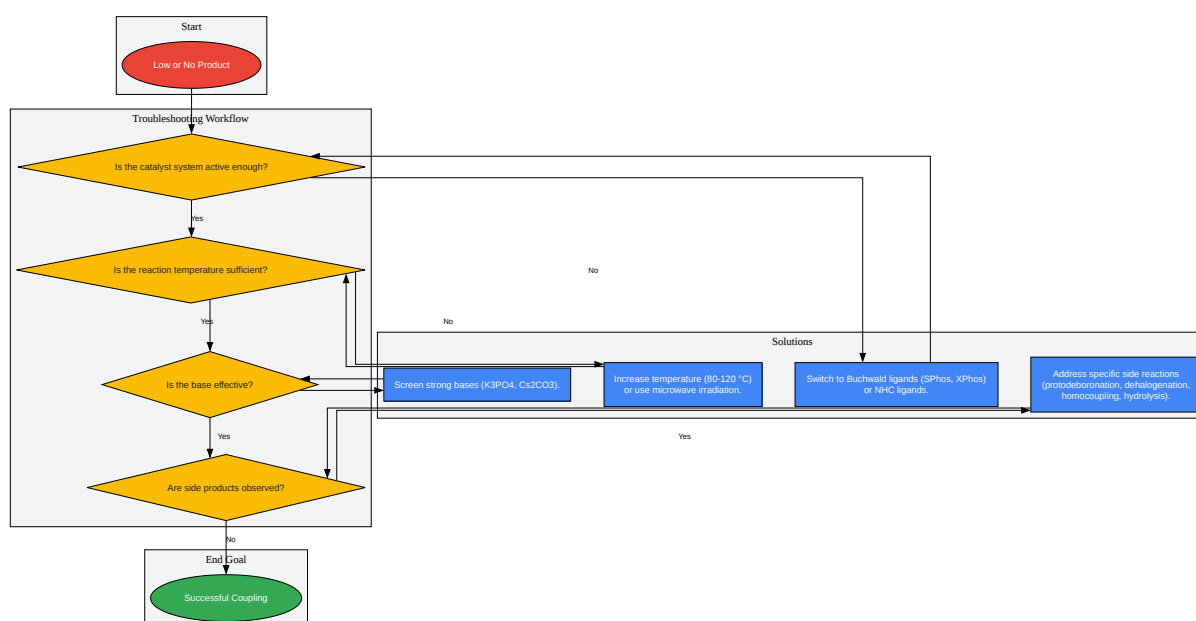 Start
Low or No Product
Troubleshooting Workflow
Is the catalyst system active enough?
Yes
Is the reaction temperature sufficient?
No
Yes
No
Solutions
Is the base effective?
Screen strong bases (K3PO4, Cs2CO3).
Increase temperature (80-120 °C)
or use microwave irradiation.
Switch to Buchwald ligands (SPhos, XPhos)
or NHC ligands.
Address specific side reactions
(protodeboronation, dehalogenation,
homocoupling, hydrolysis).
Yes
Yes
Are side products observed?
No
End Goal
Successful Coupling